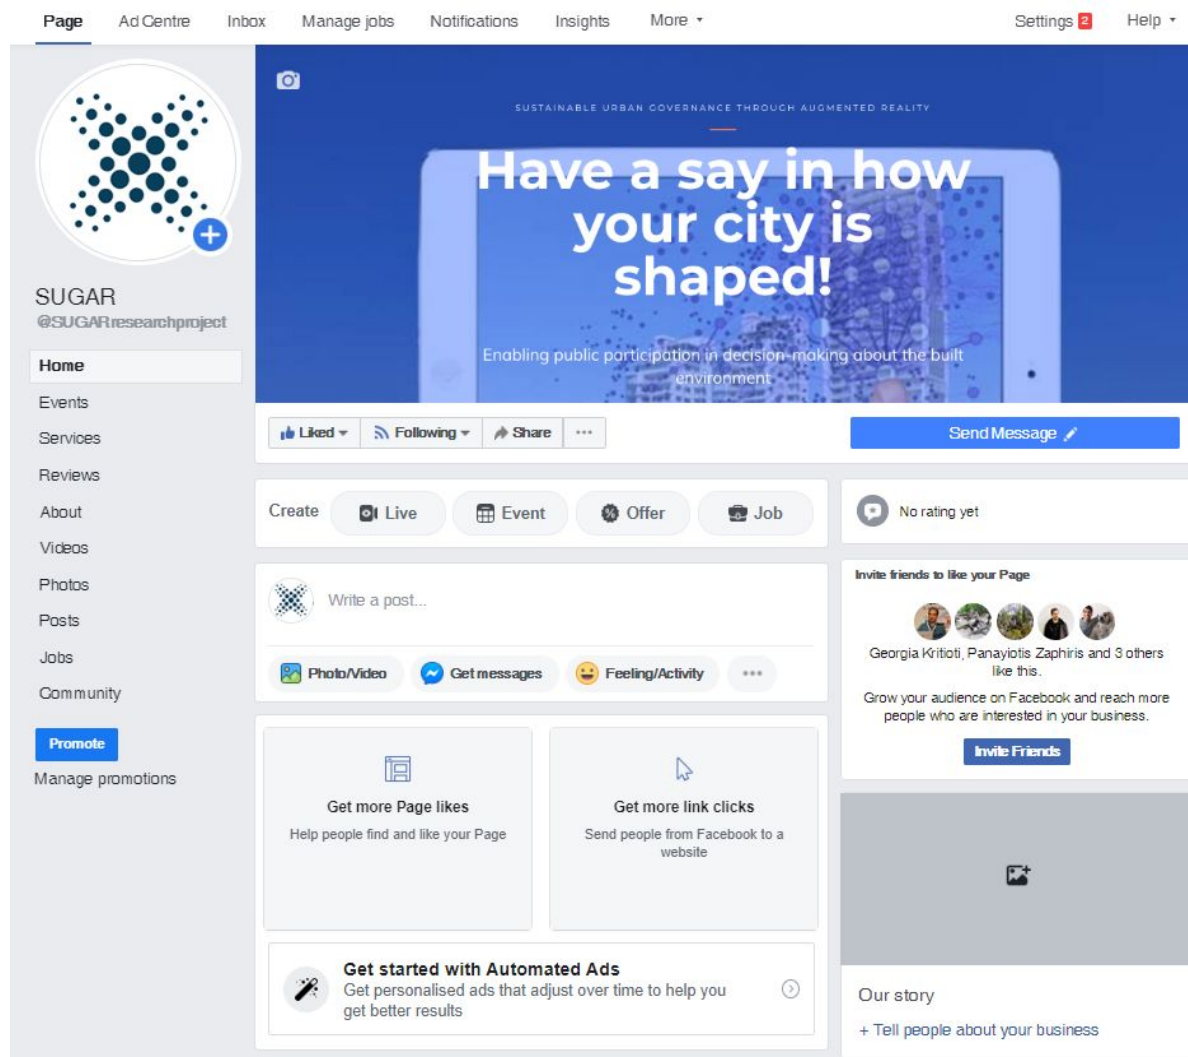 Page Ad Centre Inbox Manage jobs Notifications Insights More Settings 2 Help
SUSTAINABLE URBAN GOVERNANCE THROUGH AUGMENTED REALITY
Have a say in how
your city is
shaped!
Enabling public participation in decision-making about the built
environment
SUGAR
@SUGARresearchproject
Home
Events
Services
Reviews
About
Videos
Photos
Posts
Jobs
Community
Promote
Manage promotions
Liked Following Share ...
Send Message
Create Live Event Offer Job
Write a post...
Photo/Video Get messages Feeling/Activity ...
Get more Page likes
Help people find and like your Page
Get more link clicks
Send people from Facebook to a
website
Get started with Automated Ads
Get personalised ads that adjust over time to help you
get better results
No rating yet
Invite friends to like your Page
Georgia Kritioti, Panayiotis Zaphiris and 3 others
like this.
Grow your audience on Facebook and reach more
people who are interested in your business.
Invite Friends
Our story
+ Tell people about your business